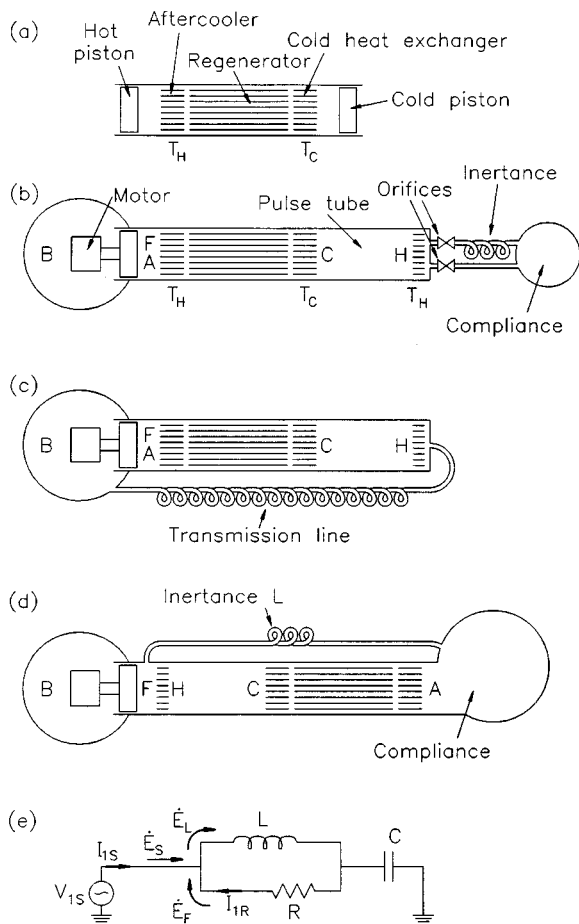 (a)
Aftercooler
Cold heat exchanger
Hot piston
Regenerator
Cold piston
T_H
T_C
(b)
Motor
Pulse tube
Orifices
Inertance
B
F
A
C
H
T_H
T_C
T_H
Compliance
(c)
B
F
A
C
H
Transmission line
(d)
Inertance L
B
F
H
C
A
Compliance
(e)
Ė_L
L
I_1S
Ė_S
C
V_1S
Ė_F
I_1R
R